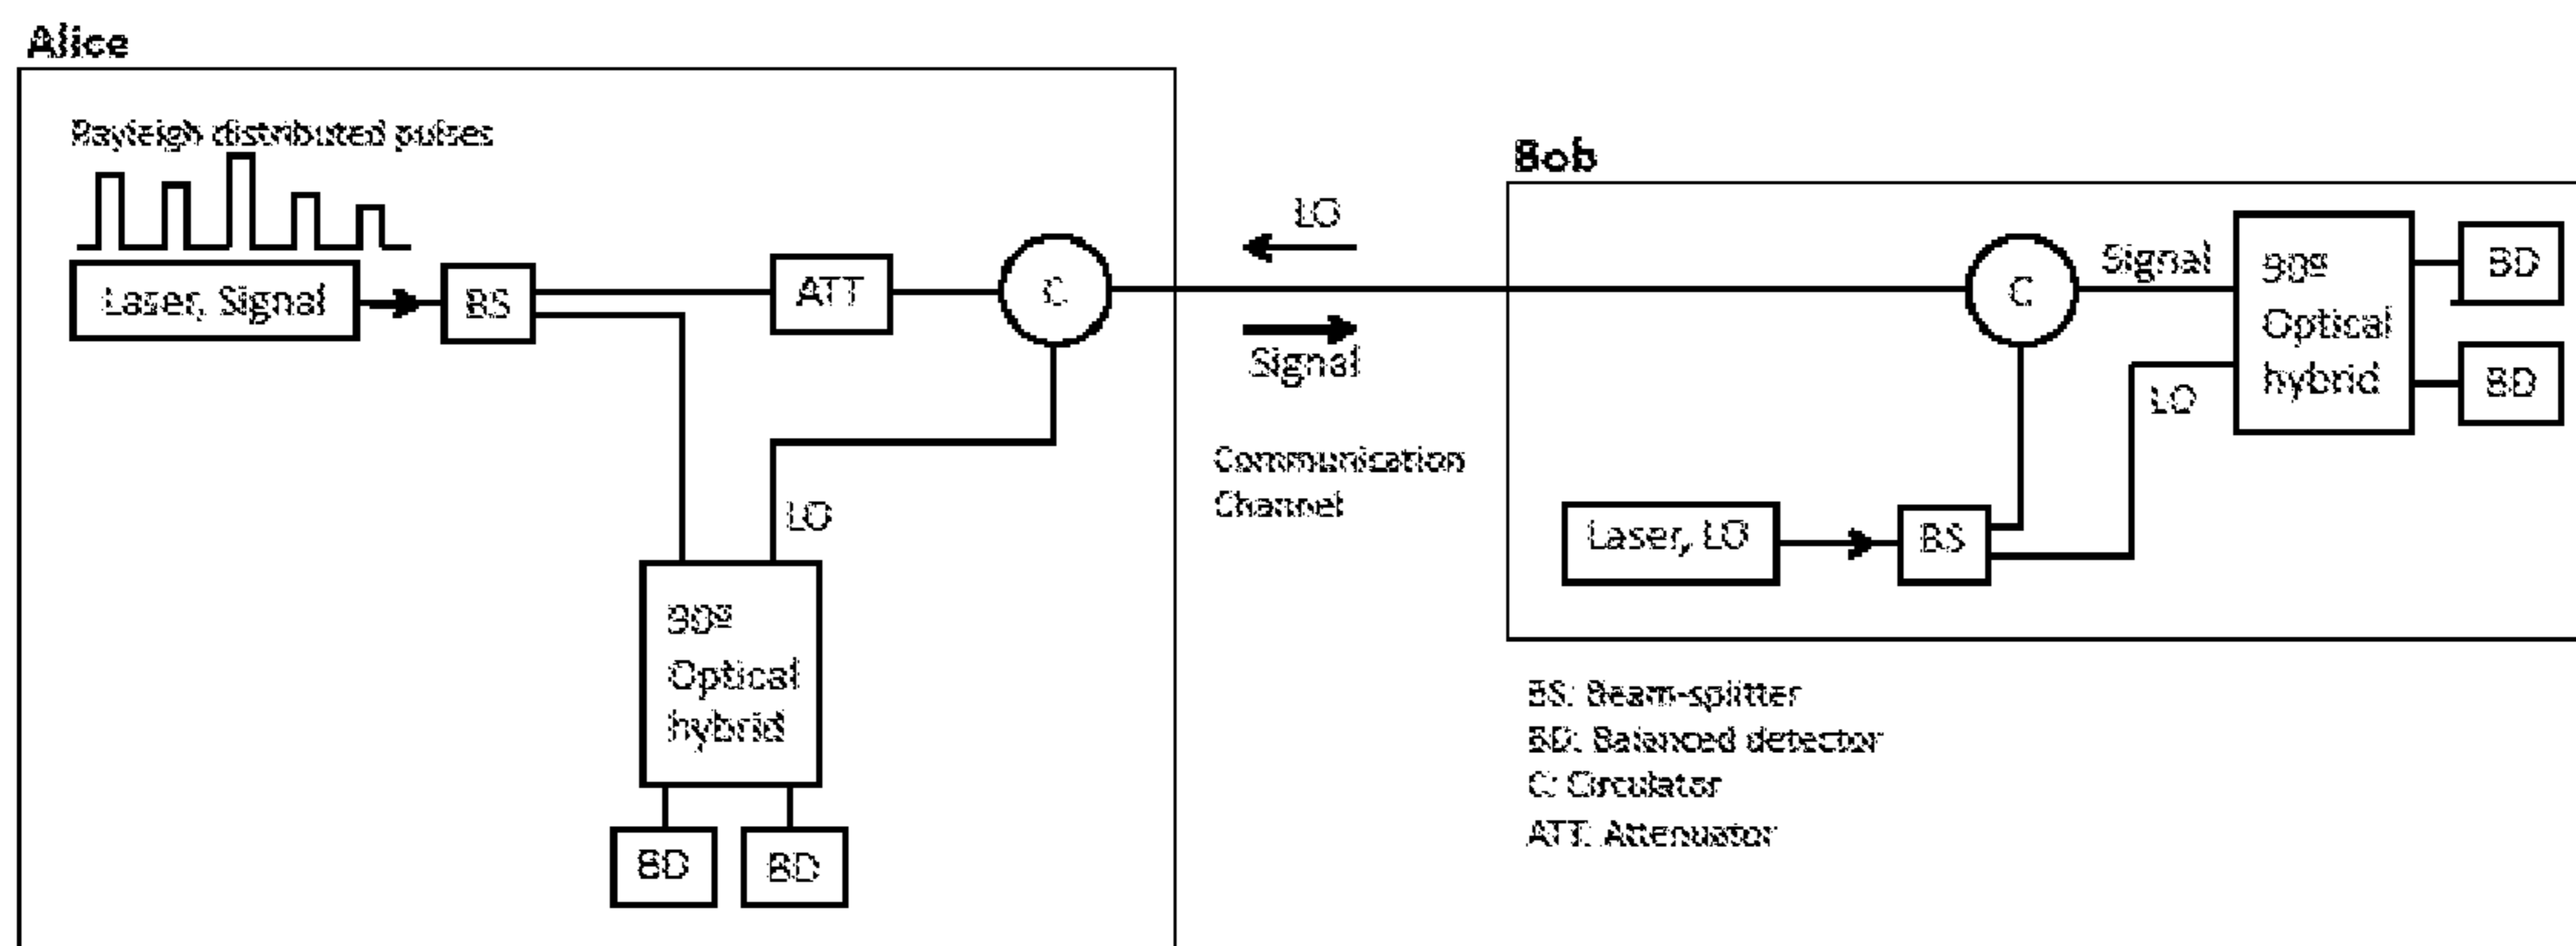 Alice
Rayleigh distributed pulses
Laser, Signal
BS
ATT
C
LO
90º
Optical
hybrid
BD
BD
LO
Signal
Communication
Channel
Bob
C
Signal
LO
90º
Optical
hybrid
BD
BD
Laser, LO
BS
BS: Beam-splitter
BD: Balanced detector
C: Circulator
ATT: Attenuator